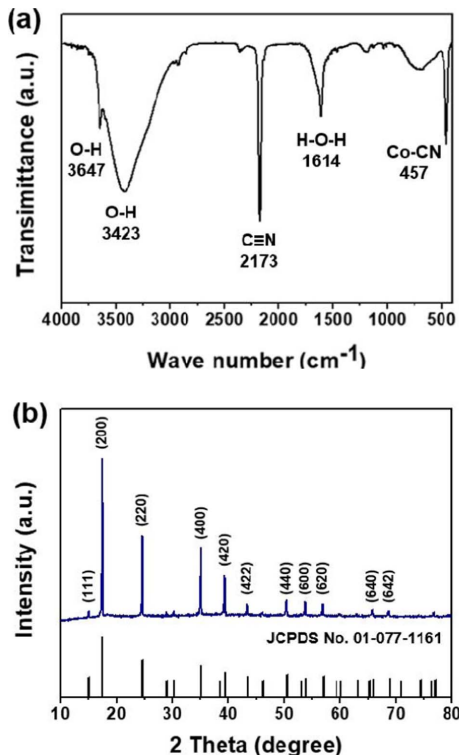 (a)
Transimittance (a.u.)
O-H
3647
O-H
3423
C≡N
2173
H-O-H
1614
Co-CN
457
4000 3500 3000 2500 2000 1500 1000 500
Wave number (cm-1)
(b)
Intensity (a.u.)
(111)
(200)
(220)
(400)
(420)
(422)
(440)
(600)
(620)
(640)
(642)
JCPDS No. 01-077-1161
10 20 30 40 50 60 70 80
2 Theta (degree)